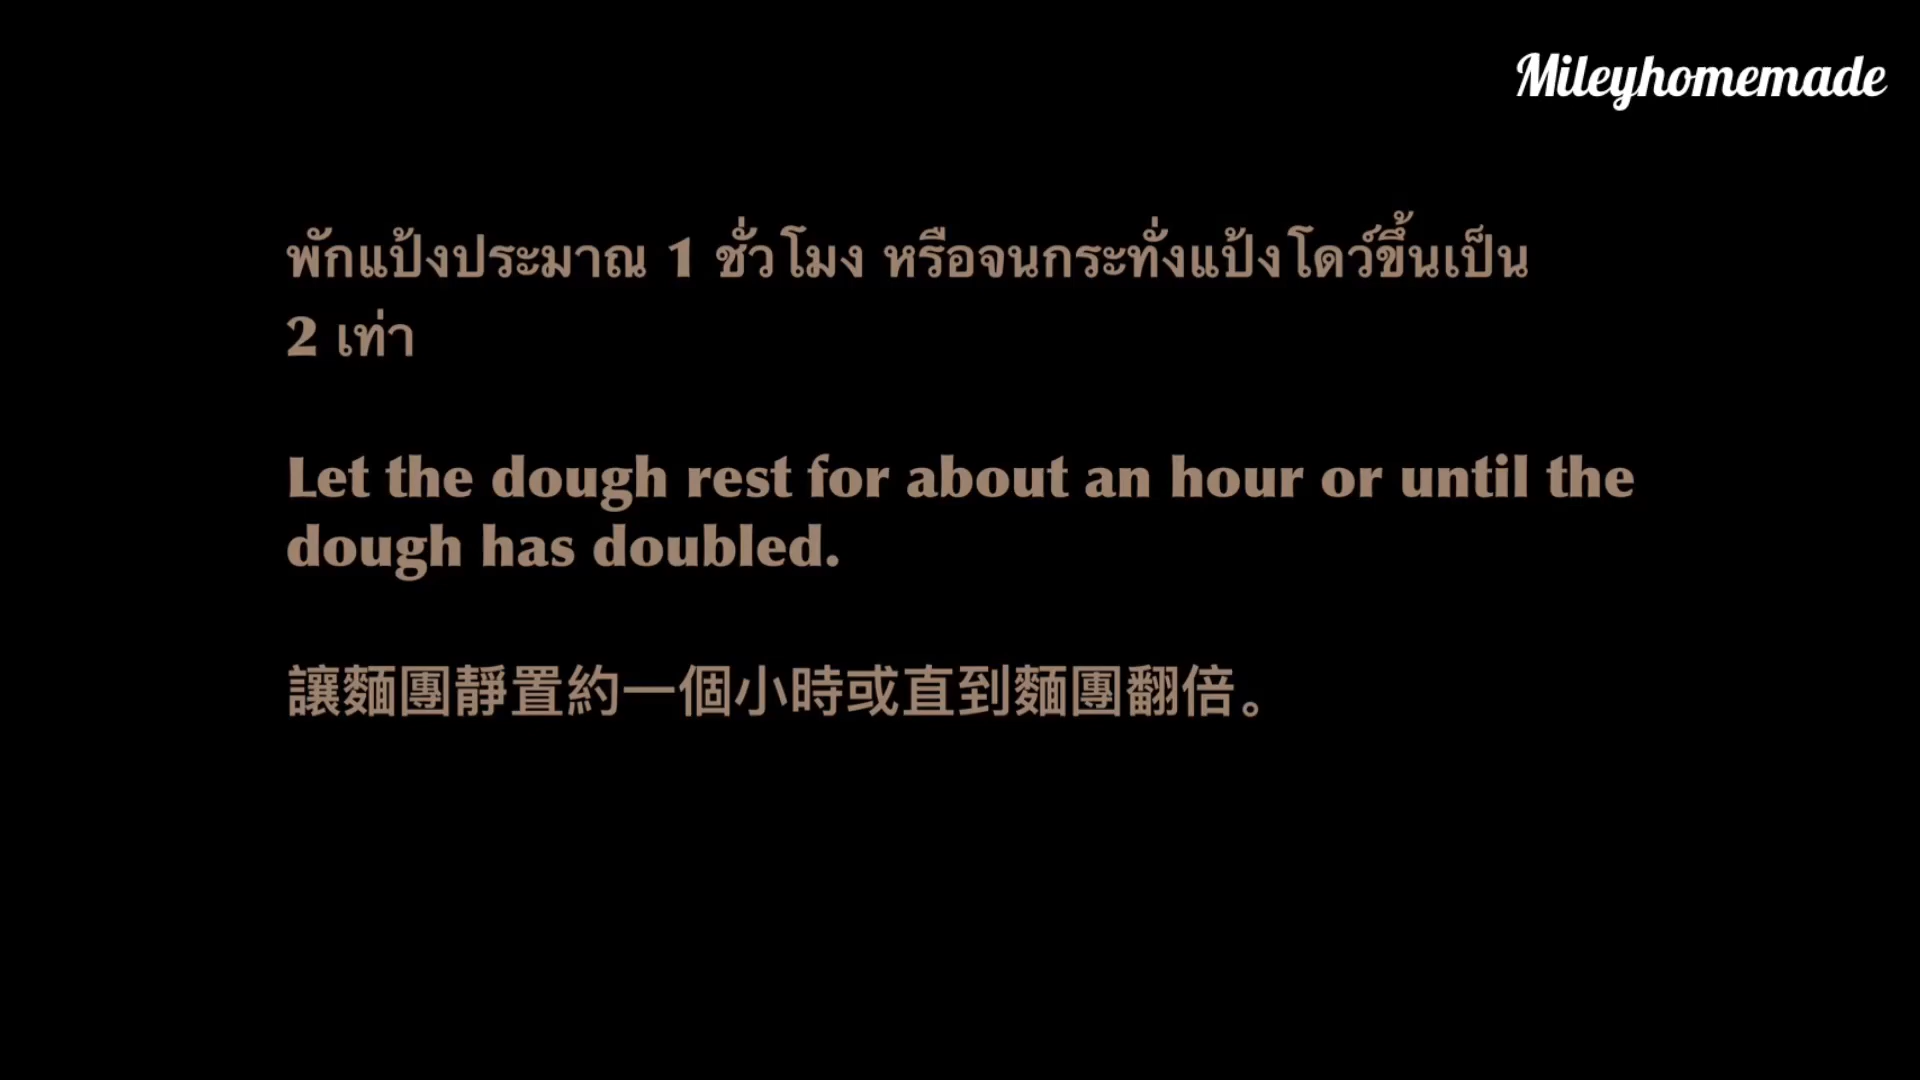 Mileyhomemade
พักแป้งประมาณ 1 ชั่วโมง หรือจนกระทั่งแป้งโดว์ขึ้นเป็น
2 เท่า
Let the dough rest for about an hour or until the
dough has doubled.
讓麵團靜置約一個小時或直到麵團翻倍。